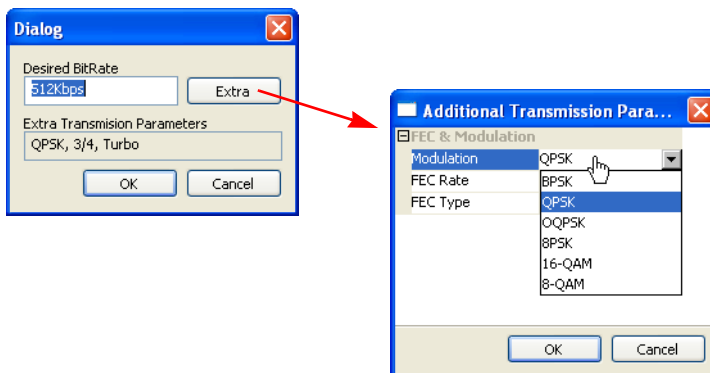 Dialog
Desired BitRate
512Kbps
Extra
Extra Transmision Parameters
QPSK, 3/4, Turbo
OK
Cancel
Additional Transmission Para...
FEC & Modulation
Modulation
QPSK
FEC Rate
FEC Type
BPSK
QPSK
OQPSK
8PSK
16-QAM
8-QAM
OK
Cancel